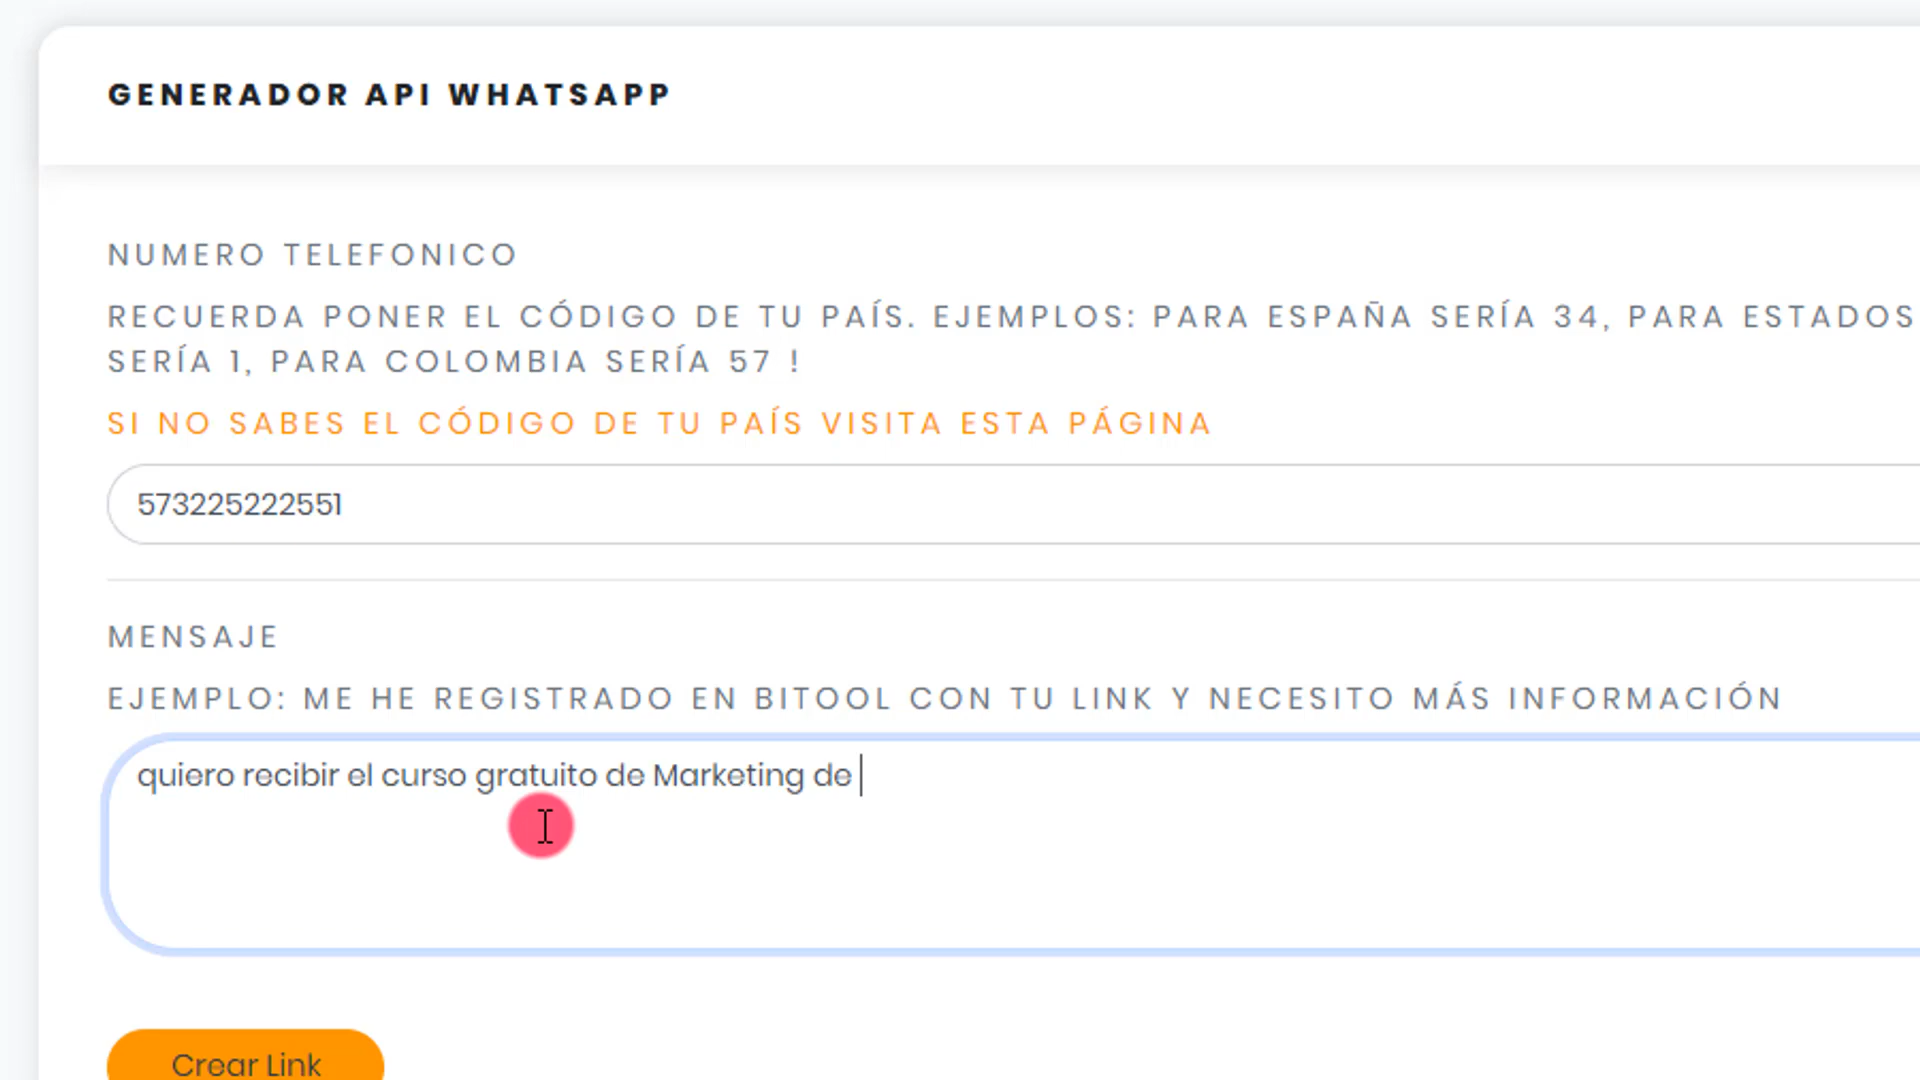 GENERADOR API WHATSAPP
NUMERO TELEFONICO
RECUERDA PONER EL CÓDIGO DE TU PAÍS. EJEMPLOS: PARA ESPAÑA SERÍA 34, PARA ESTADOS
SERÍA 1, PARA COLOMBIA SERÍA 57 !
SI NO SABES EL CÓDIGO DE TU PAÍS VISITA ESTA PÁGINA
573225222551
MENSAJE
EJEMPLO: ME HE REGISTRADO EN BITOOL CON TU LINK Y NECESITO MÁS INFORMACIÓN
quiero recibir el curso gratuito de Marketing de
Crear Link